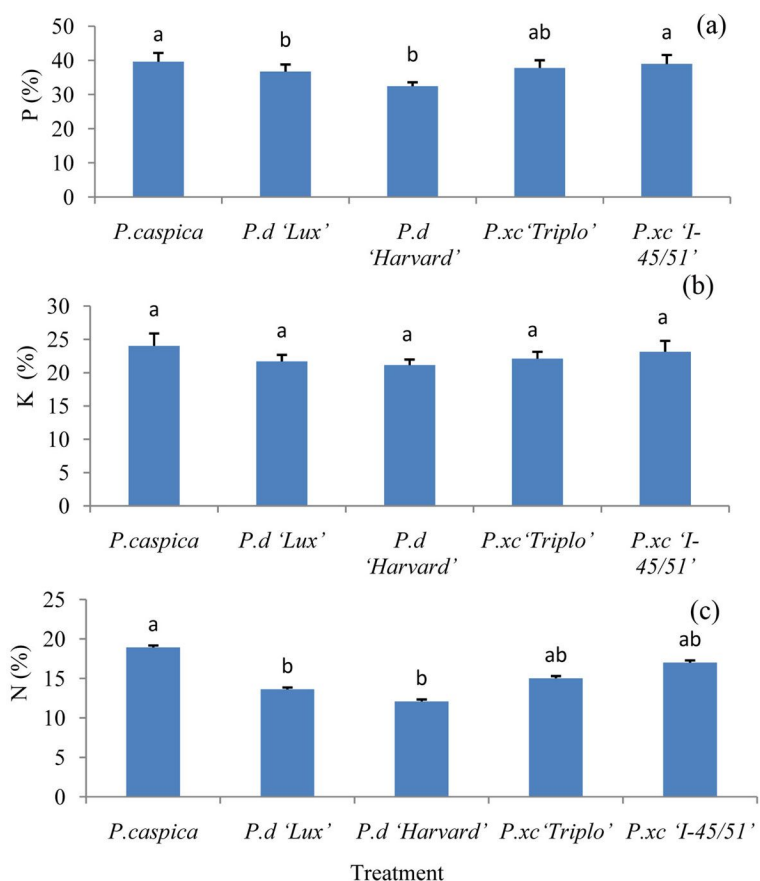 (a)
P (%)
50
40
30
20
10
0
a
b
b
ab
a
P.caspica
P.d ‘Lux’
P.d
‘Harvard’
P.xc‘Triplo’
P.xc ‘I-
45/51’
(b)
K (%)
30
25
20
15
10
5
0
a
a
a
a
a
P.caspica
P.d ‘Lux’
P.d
‘Harvard’
P.xc‘Triplo’
P.xc ‘I-
45/51’
(c)
N (%)
25
20
15
10
5
0
a
b
b
ab
ab
P.caspica
P.d ‘Lux’
P.d ‘Harvard’
P.xc‘Triplo’
P.xc ‘I-45/51’
Treatment